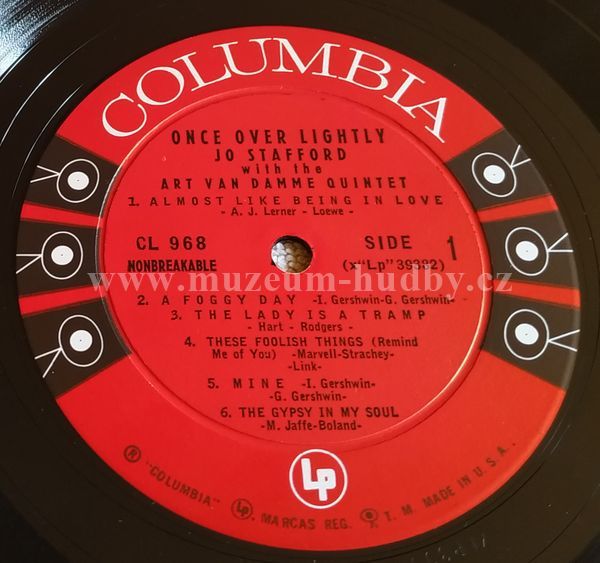 COLUMBIA
ONCE OVER LIGHTLY
JO STAFFORD
with the
ART VAN DAMME QUINTET
1. ALMOST LIKE BEING IN LOVE
- A. J. Lerner - Loewe -
CL 968 SIDE 1
NONBREAKABLE (x"Lp" 39382)
www.muzeum-hudby.cz
2. A FOGGY DAY -I. Gershwin-G. Gershwin-
3. THE LADY IS A TRAMP
- Hart - Rodgers -
4. THESE FOOLISH THINGS (Remind
Me of You) -Marvell-Strachey-
-Link-
5. MINE -I. Gershwin-
-G. Gershwin-
6. THE GYPSY IN MY SOUL
-M. Jaffe-Boland-
Lp
® "COLUMBIA" Lp MARCAS REG. T. M. MADE IN U.S.A.